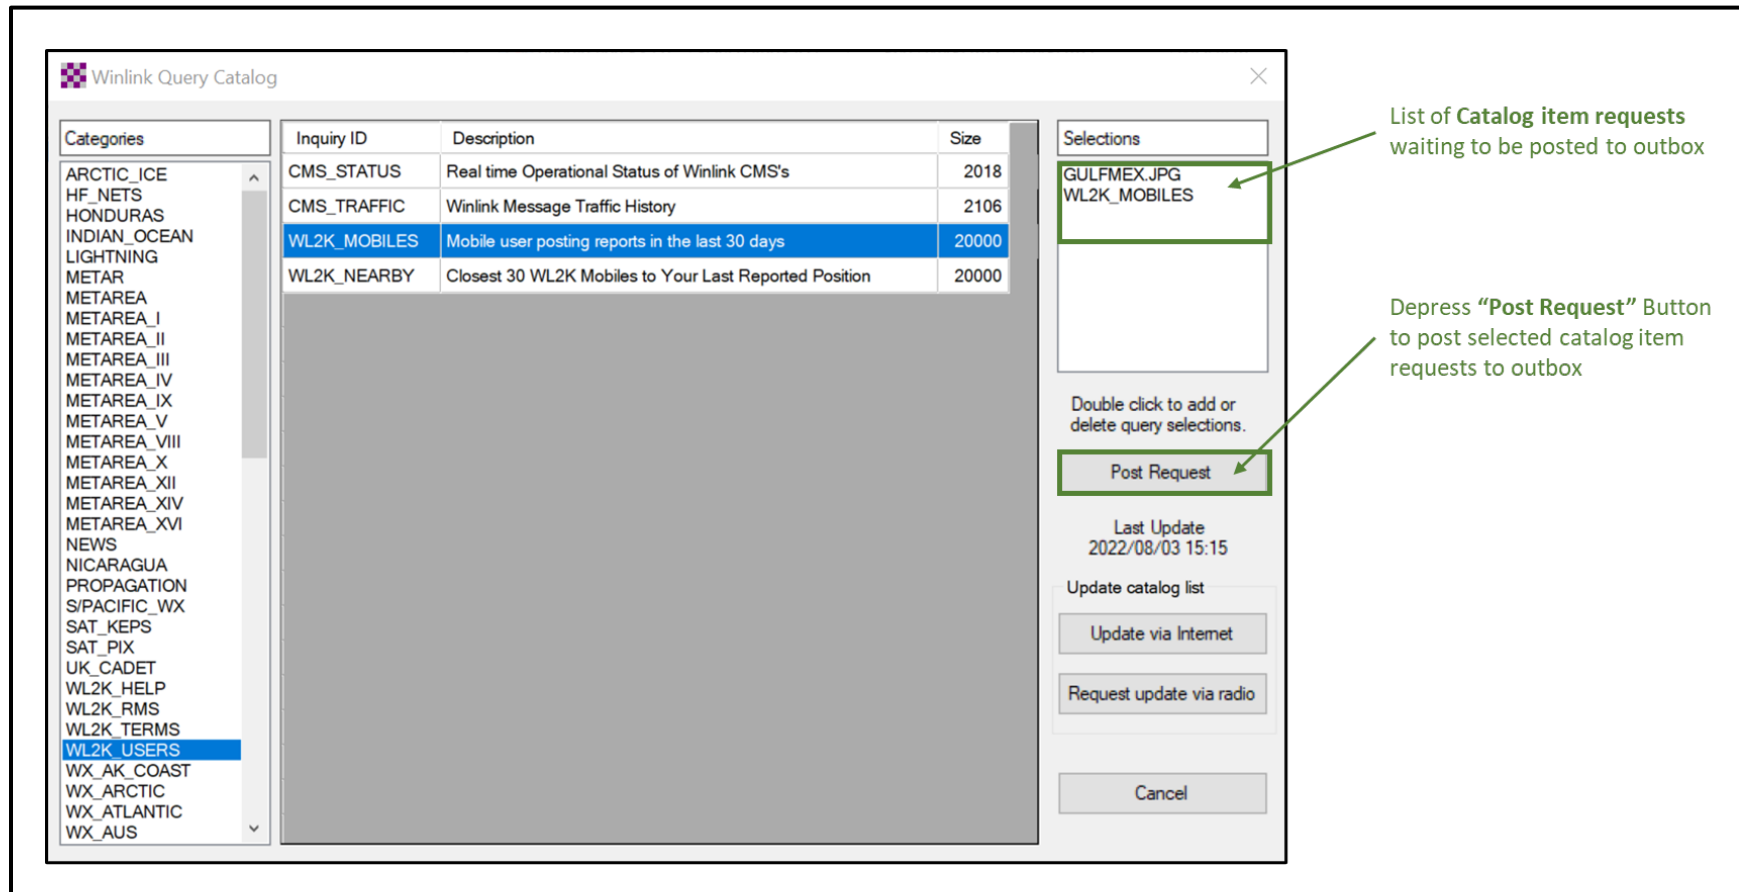 Winlink Query Catalog
Categories
ARCTIC_ICE
HF_NETS
HONDURAS
INDIAN_OCEAN
LIGHTNING
METAR
METAREA
METAREA_I
METAREA_II
METAREA_III
METAREA_IV
METAREA_IX
METAREA_V
METAREA_VIII
METAREA_X
METAREA_XII
METAREA_XIV
METAREA_XVI
NEWS
NICARAGUA
PROPAGATION
S/PACIFIC_WX
SAT_KEPS
SAT_PIX
UK_CADET
WL2K_HELP
WL2K_RMS
WL2K_TERMS
WL2K_USERS
WX_AK_COAST
WX_ARCTIC
WX_ATLANTIC
WX_AUS
Inquiry ID Description Size
CMS_STATUS Real time Operational Status of Winlink CMS's 2018
CMS_TRAFFIC Winlink Message Traffic History 2106
WL2K_MOBILES Mobile user posting reports in the last 30 days 20000
WL2K_NEARBY Closest 30 WL2K Mobiles to Your Last Reported Position 20000
Selections
GULFMEX.JPG
WL2K_MOBILES
Double click to add or
delete query selections.
Post Request
Last Update
2022/08/03 15:15
Update catalog list
Update via Internet
Request update via radio
Cancel
List of Catalog item requests
waiting to be posted to outbox
Depress “Post Request” Button
to post selected catalog item
requests to outbox